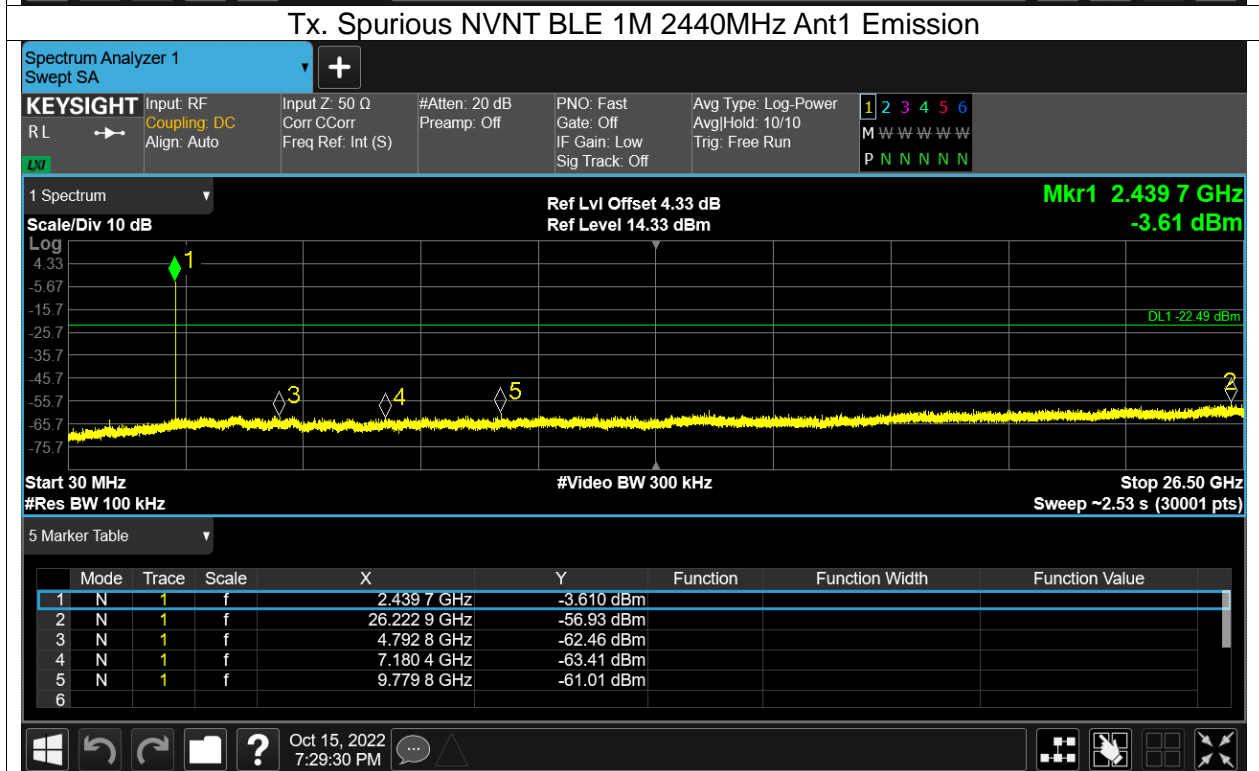 Tx. Spurious NVNT BLE 1M 2440MHz Ant1 Emission
Spectrum Analyzer 1
Swept SA
KEYSIGHT Input: RF Input Z: 50 Ω #Atten: 20 dB PNO: Fast Avg Type: Log-Power 1 2 3 4 5 6
R L Coupling: DC Corr CCorr Preamp: Off Gate: Off Avg|Hold: 10/10 M W W W W W
Align: Auto Freq Ref: Int (S) IF Gain: Low Trig: Free Run
LXI Sig Track: Off P N N N N N
1 Spectrum Ref Lvl Offset 4.33 dB Mkr1 2.439 7 GHz
Scale/Div 10 dB Ref Level 14.33 dBm -3.61 dBm
Log
4.33 1
-5.67
-15.7 DL1 -22.49 dBm
-25.7
-35.7
-45.7 2
-55.7 3 4 5
-65.7
-75.7
Start 30 MHz #Video BW 300 kHz Stop 26.50 GHz
#Res BW 100 kHz Sweep ~2.53 s (30001 pts)
5 Marker Table
Mode Trace Scale X Y Function Function Width Function Value
1 N 1 f 2.439 7 GHz -3.610 dBm
2 N 1 f 26.222 9 GHz -56.93 dBm
3 N 1 f 4.792 8 GHz -62.46 dBm
4 N 1 f 7.180 4 GHz -63.41 dBm
5 N 1 f 9.779 8 GHz -61.01 dBm
6
? Oct 15, 2022
7:29:30 PM